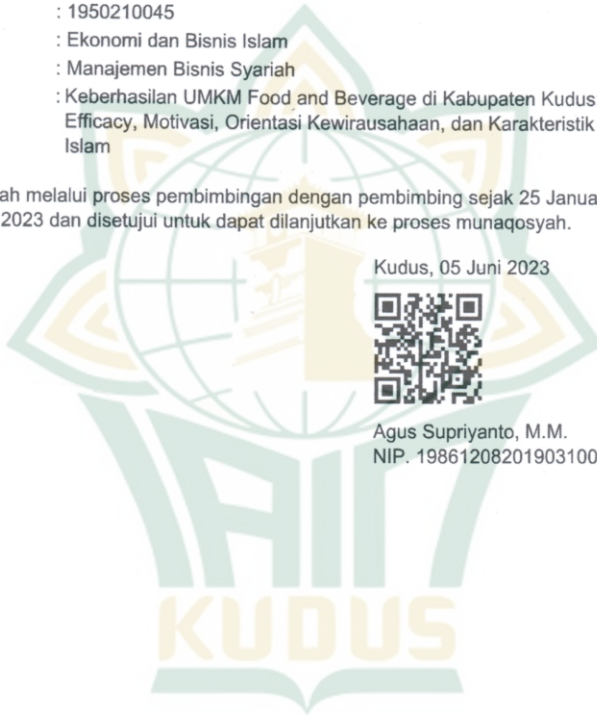 : 1950210045
: Ekonomi dan Bisnis Islam
: Manajemen Bisnis Syariah
: Keberhasilan UMKM Food and Beverage di Kabupaten Kudus
Efficacy, Motivasi, Orientasi Kewirausahaan, dan Karakteristik
Islam
ah melalui proses pembimbingan dengan pembimbing sejak 25 Janua
2023 dan disetujui untuk dapat dilanjutkan ke proses munaqosyah.
Kudus, 05 Juni 2023
Agus Supriyanto, M.M.
NIP. 19861208201903100
IAIN
KUDUS